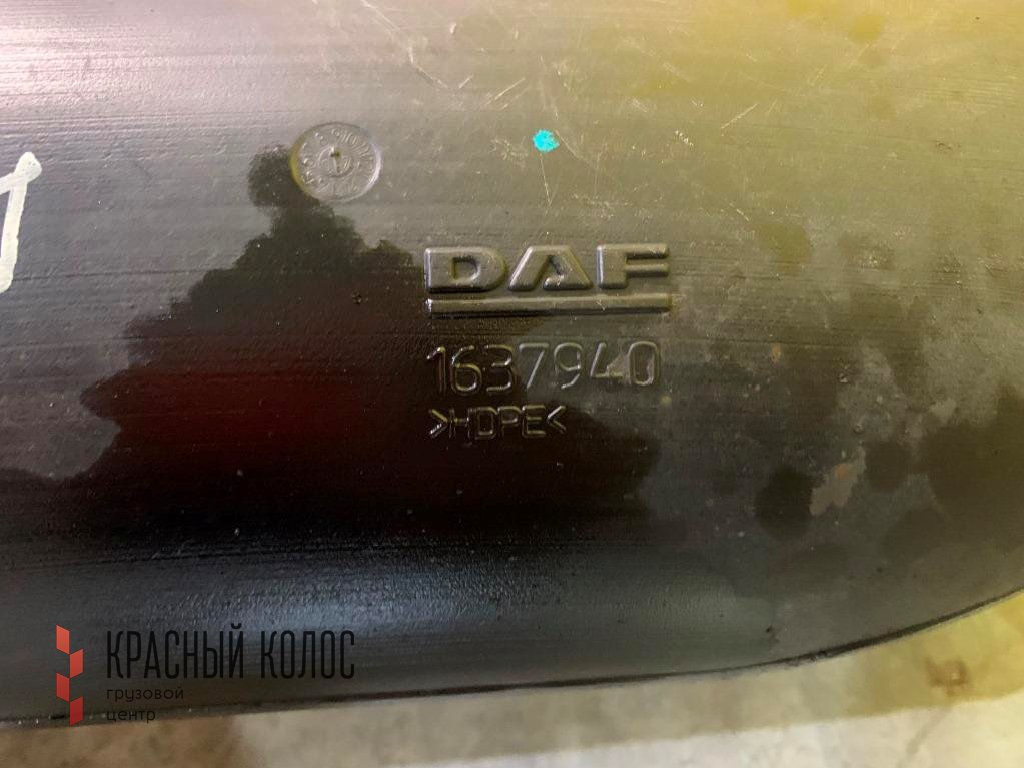 DAF
1637940
>HDPE<
КРАСНЫЙ КОЛОС
грузовой
центр